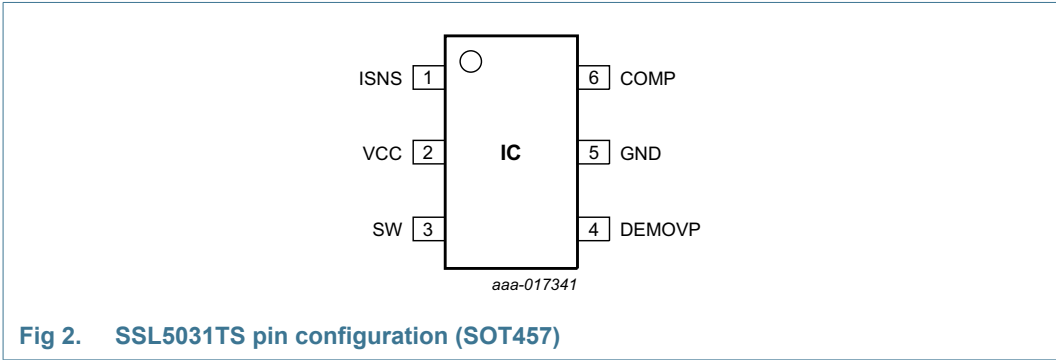 ISNS 1 6 COMP
VCC 2 IC 5 GND
SW 3 4 DEMOVP
aaa-017341
Fig 2. SSL5031TS pin configuration (SOT457)